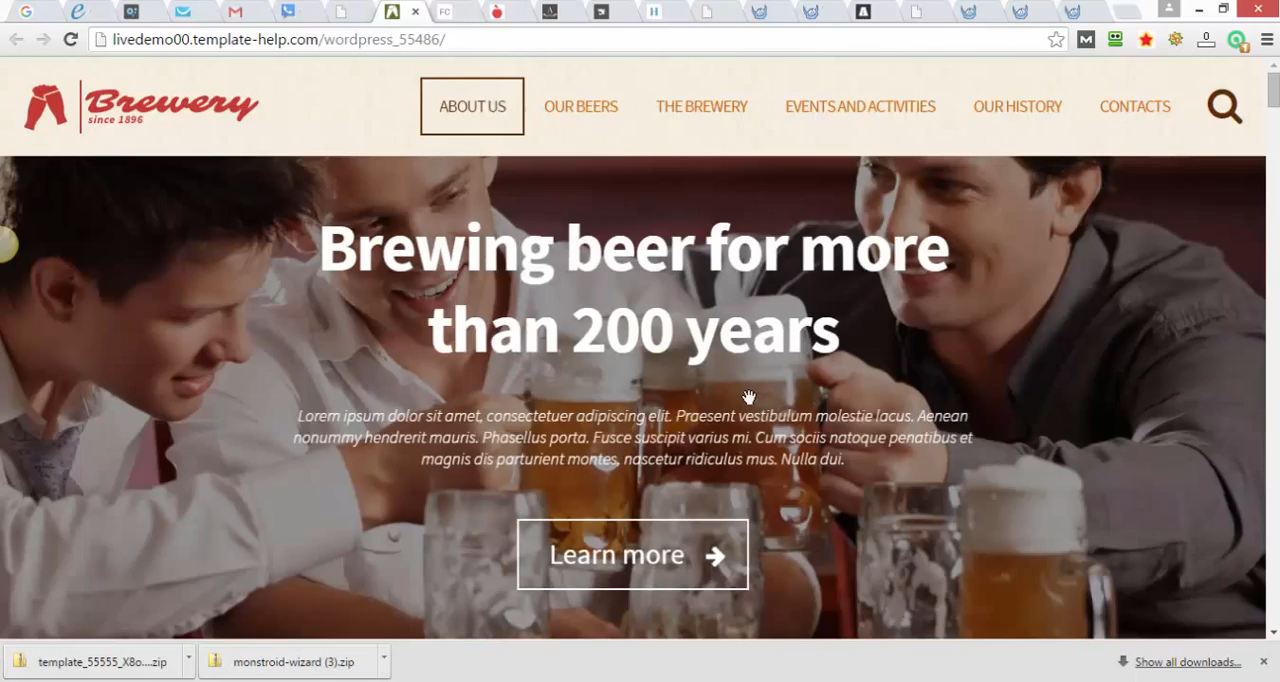 FC
H
livedemo00.template-help.com/wordpress_55486/
M
0
1
Brewery
since 1896
ABOUT US
OUR BEERS
THE BREWERY
EVENTS AND ACTIVITIES
OUR HISTORY
CONTACTS
Brewing beer for more
than 200 years
Lorem ipsum dolor sit amet, consectetuer adipiscing elit. Praesent vestibulum molestie lacus. Aenean
nonummy hendrerit mauris. Phasellus porta. Fusce suscipit varius mi. Cum sociis natoque penatibus et
magnis dis parturient montes, nascetur ridiculus mus. Nulla dui.
Learn more
template_55555_X8o....zip
monstroid-wizard (3).zip
Show all downloads...